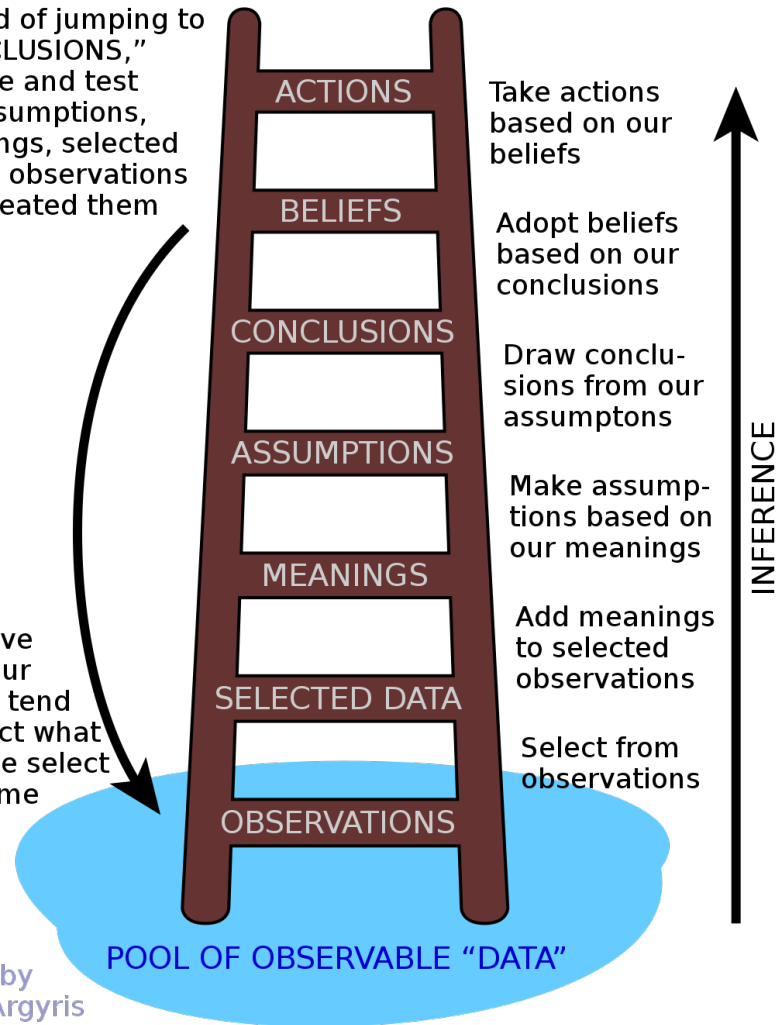 d of jumping to
CLUSIONS,”
e and test
sumptions,
ngs, selected
observations
eated them
ACTIONS
Take actions
based on our
beliefs
BELIEFS
Adopt beliefs
based on our
conclusions
CONCLUSIONS
Draw conclu-
sions from our
assumptons
ASSUMPTIONS
Make assump-
tions based on
our meanings
MEANINGS
Add meanings
to selected
observations
SELECTED DATA
Select from
observations
OBSERVATIONS
INFERENCE
ve
ur
tend
ct what
e select
me
POOL OF OBSERVABLE “DATA”
by
Argyris